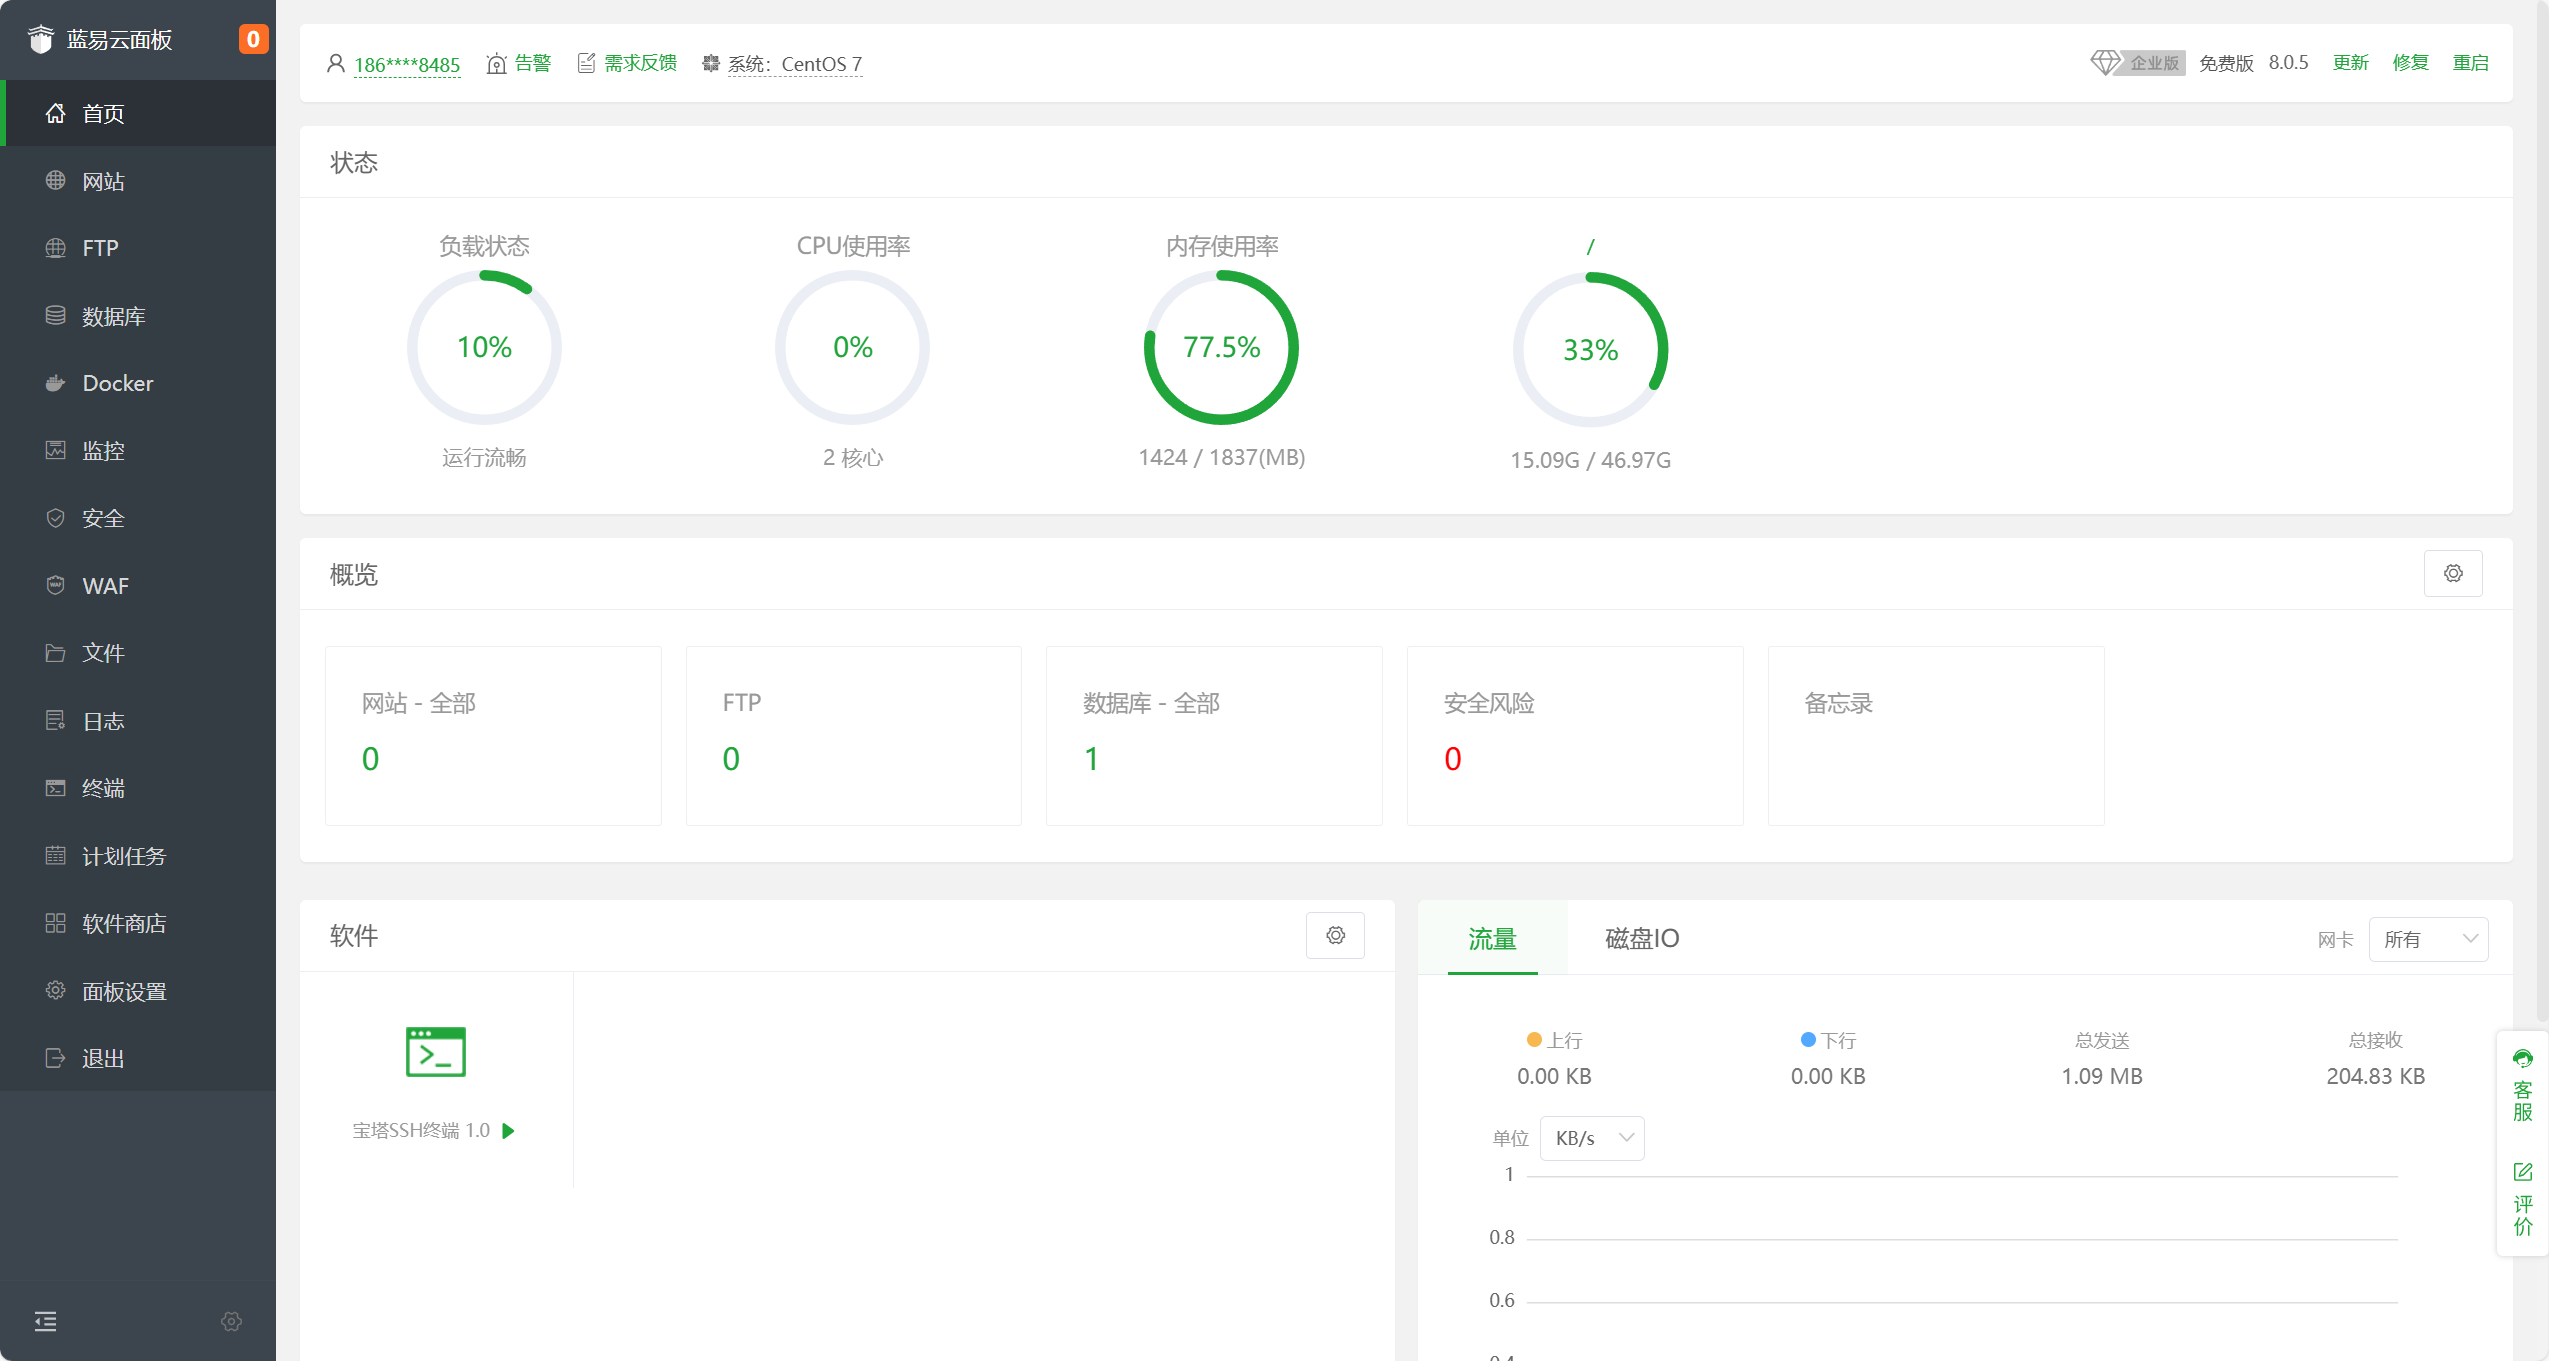 蓝易云面板
0
首页
网站
FTP
数据库
Docker
监控
安全
WAF
文件
日志
终端
计划任务
软件商店
面板设置
退出
186****8485 告警 需求反馈 系统：CentOS 7
企业版 免费版 8.0.5 更新 修复 重启
状态
负载状态 CPU使用率 内存使用率 /
10% 0% 77.5% 33%
运行流畅 2 核心 1424 / 1837(MB) 15.09G / 46.97G
概览
网站 - 全部 FTP 数据库 - 全部 安全风险 备忘录
0 0 1 0
软件
宝塔SSH终端 1.0
流量 磁盘IO 网卡 所有
上行 下行 总发送 总接收
0.00 KB 0.00 KB 1.09 MB 204.83 KB
单位 KB/s
1
0.8
0.6
0.4
客服
评价